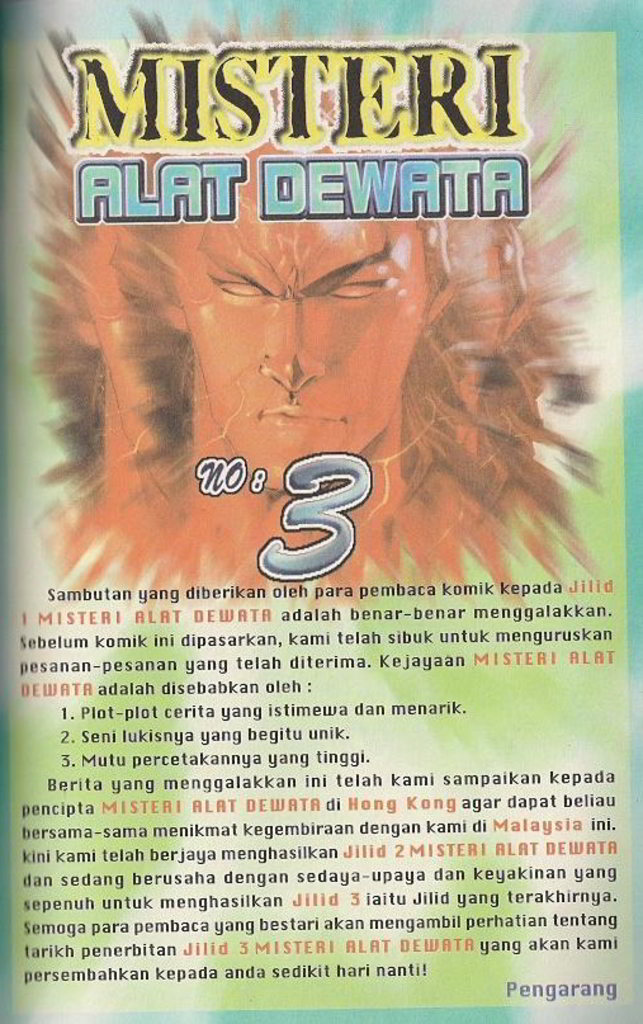 MISTERI
ALAT DEWATA
NO: 3
Sambutan yang diberikan oleh para pembaca komik kepada Jilid
1 MISTERI ALAT DEWATA adalah benar-benar menggalakkan.
Sebelum komik ini dipasarkan, kami telah sibuk untuk menguruskan
pesanan-pesanan yang telah diterima. Kejayaan MISTERI ALAT
DEWATA adalah disebabkan oleh :
1. Plot-plot cerita yang istimewa dan menarik.
2. Seni lukisnya yang begitu unik.
3. Mutu percetakannya yang tinggi.
Berita yang menggalakkan ini telah kami sampaikan kepada
pencipta MISTERI ALAT DEWATA di Hong Kong agar dapat beliau
bersama-sama menikmat kegembiraan dengan kami di Malaysia ini.
kini kami telah berjaya menghasilkan Jilid 2 MISTERI ALAT DEWATA
dan sedang berusaha dengan sedaya-upaya dan keyakinan yang
sepenuh untuk menghasilkan Jilid 3 iaitu Jilid yang terakhirnya.
Semoga para pembaca yang bestari akan mengambil perhatian tentang
tarikh penerbitan Jilid 3 MISTERI ALAT DEWATA yang akan kami
persembahkan kepada anda sedikit hari nanti!
Pengarang